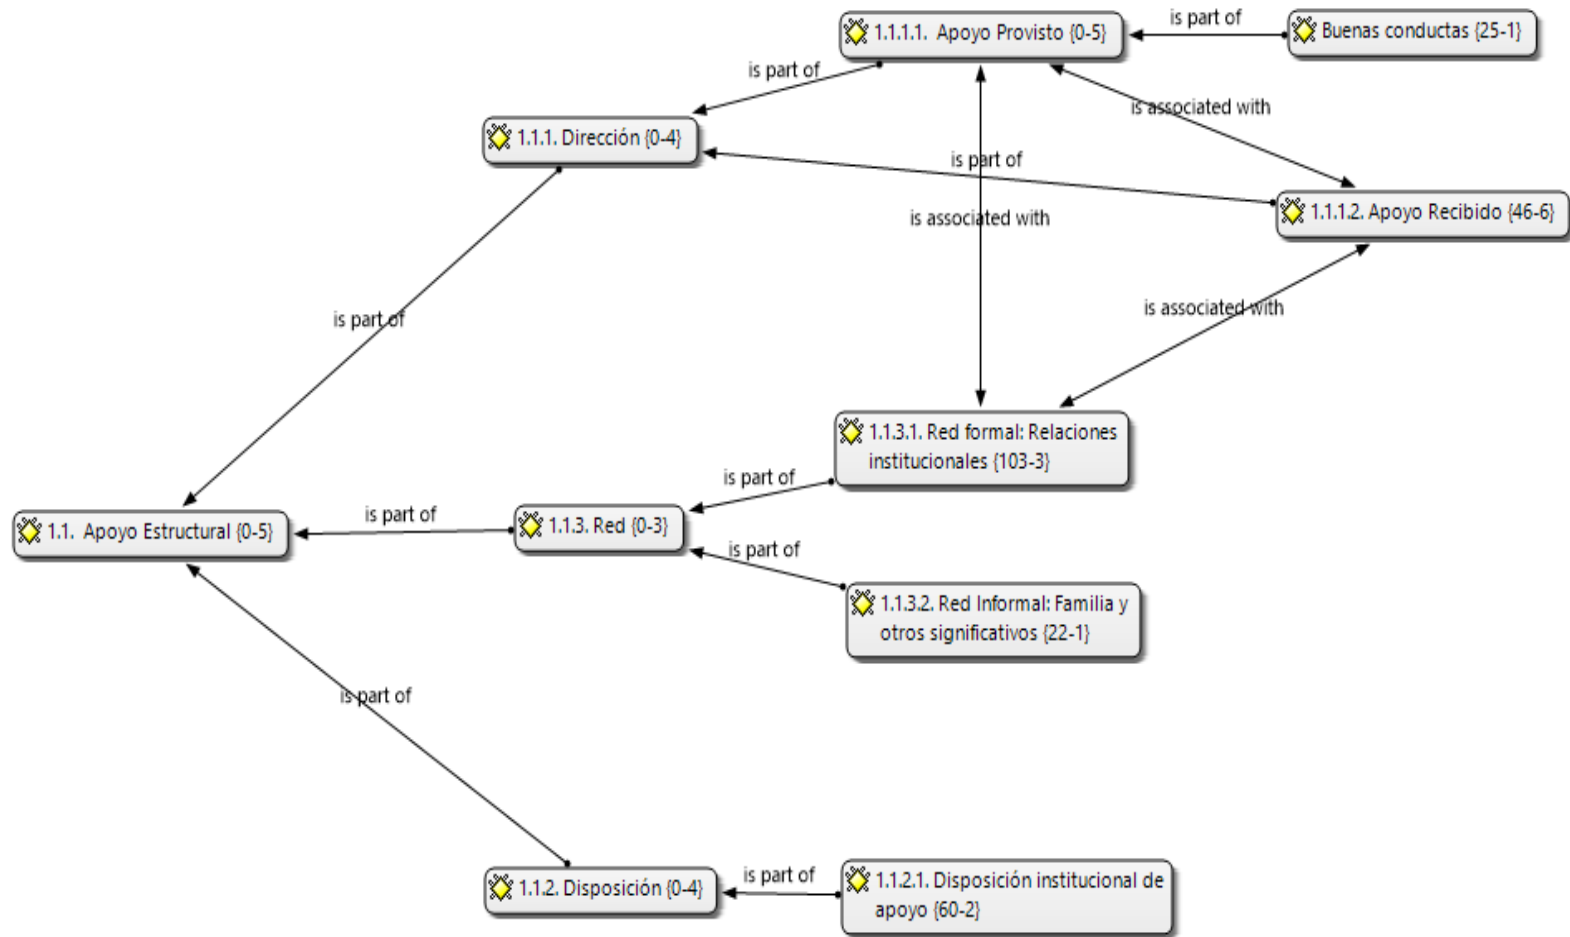 1.1.1.1.  Apoyo Provisto {0-5}
is part of
Buenas conductas {25-1}
is part of
is associated with
1.1.1. Dirección {0-4}
is part of
1.1.1.2. Apoyo Recibido {46-6}
is associated with
is part of
is associated with
1.1.3.1. Red formal: Relaciones
institucionales {103-3}
is part of
1.1.  Apoyo Estructural {0-5}
is part of
1.1.3. Red {0-3}
is part of
1.1.3.2. Red Informal: Familia y
otros significativos {22-1}
is part of
1.1.2. Disposición {0-4}
is part of
1.1.2.1. Disposición institucional de
apoyo {60-2}